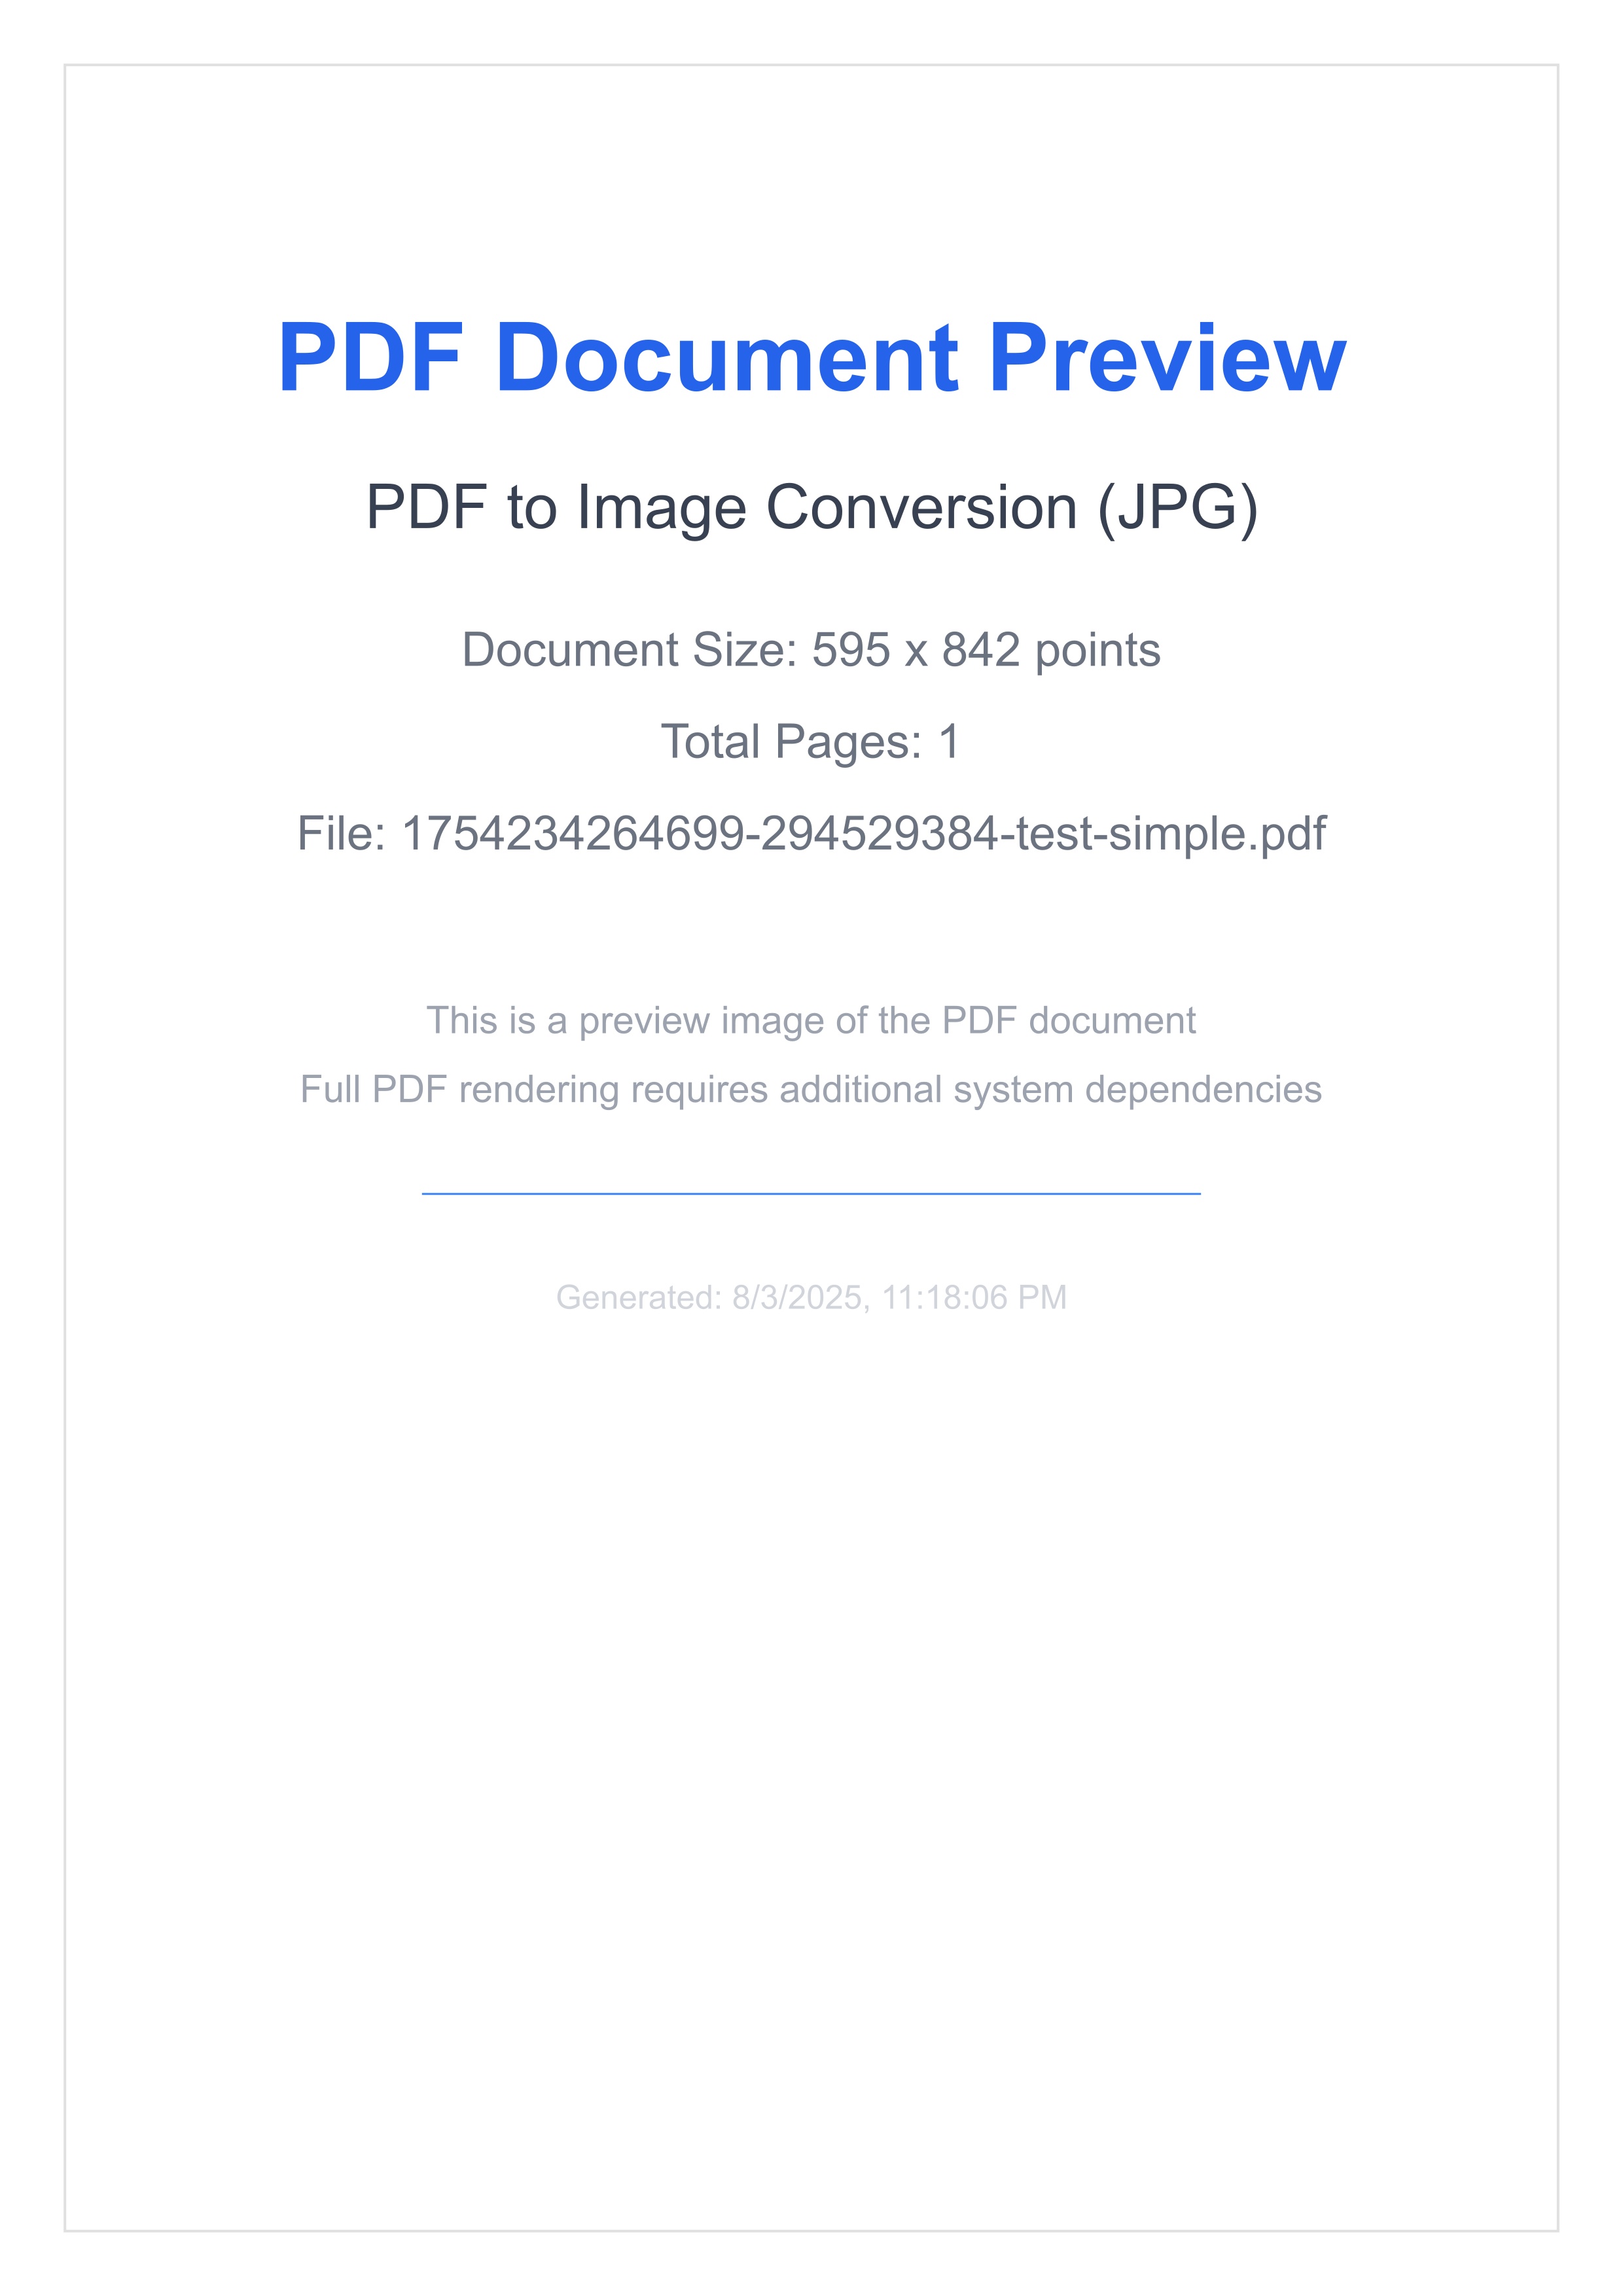 PDF Document Preview
PDF to Image Conversion (JPG)
Document Size: 595 x 842 points
Total Pages: 1
File: 1754234264699-294529384-test-simple.pdf
This is a preview image of the PDF document
Full PDF rendering requires additional system dependencies
Generated: 8/3/2025, 11:18:06 PM